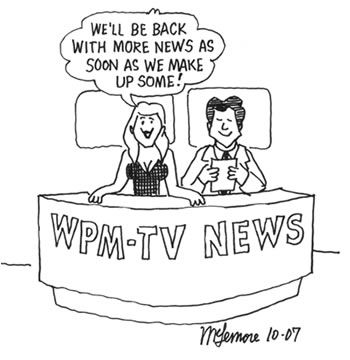 WE'LL BE BACK
WITH MORE NEWS AS
SOON AS WE MAKE
UP SOME!
WPM-TV NEWS
McLemore 10-07